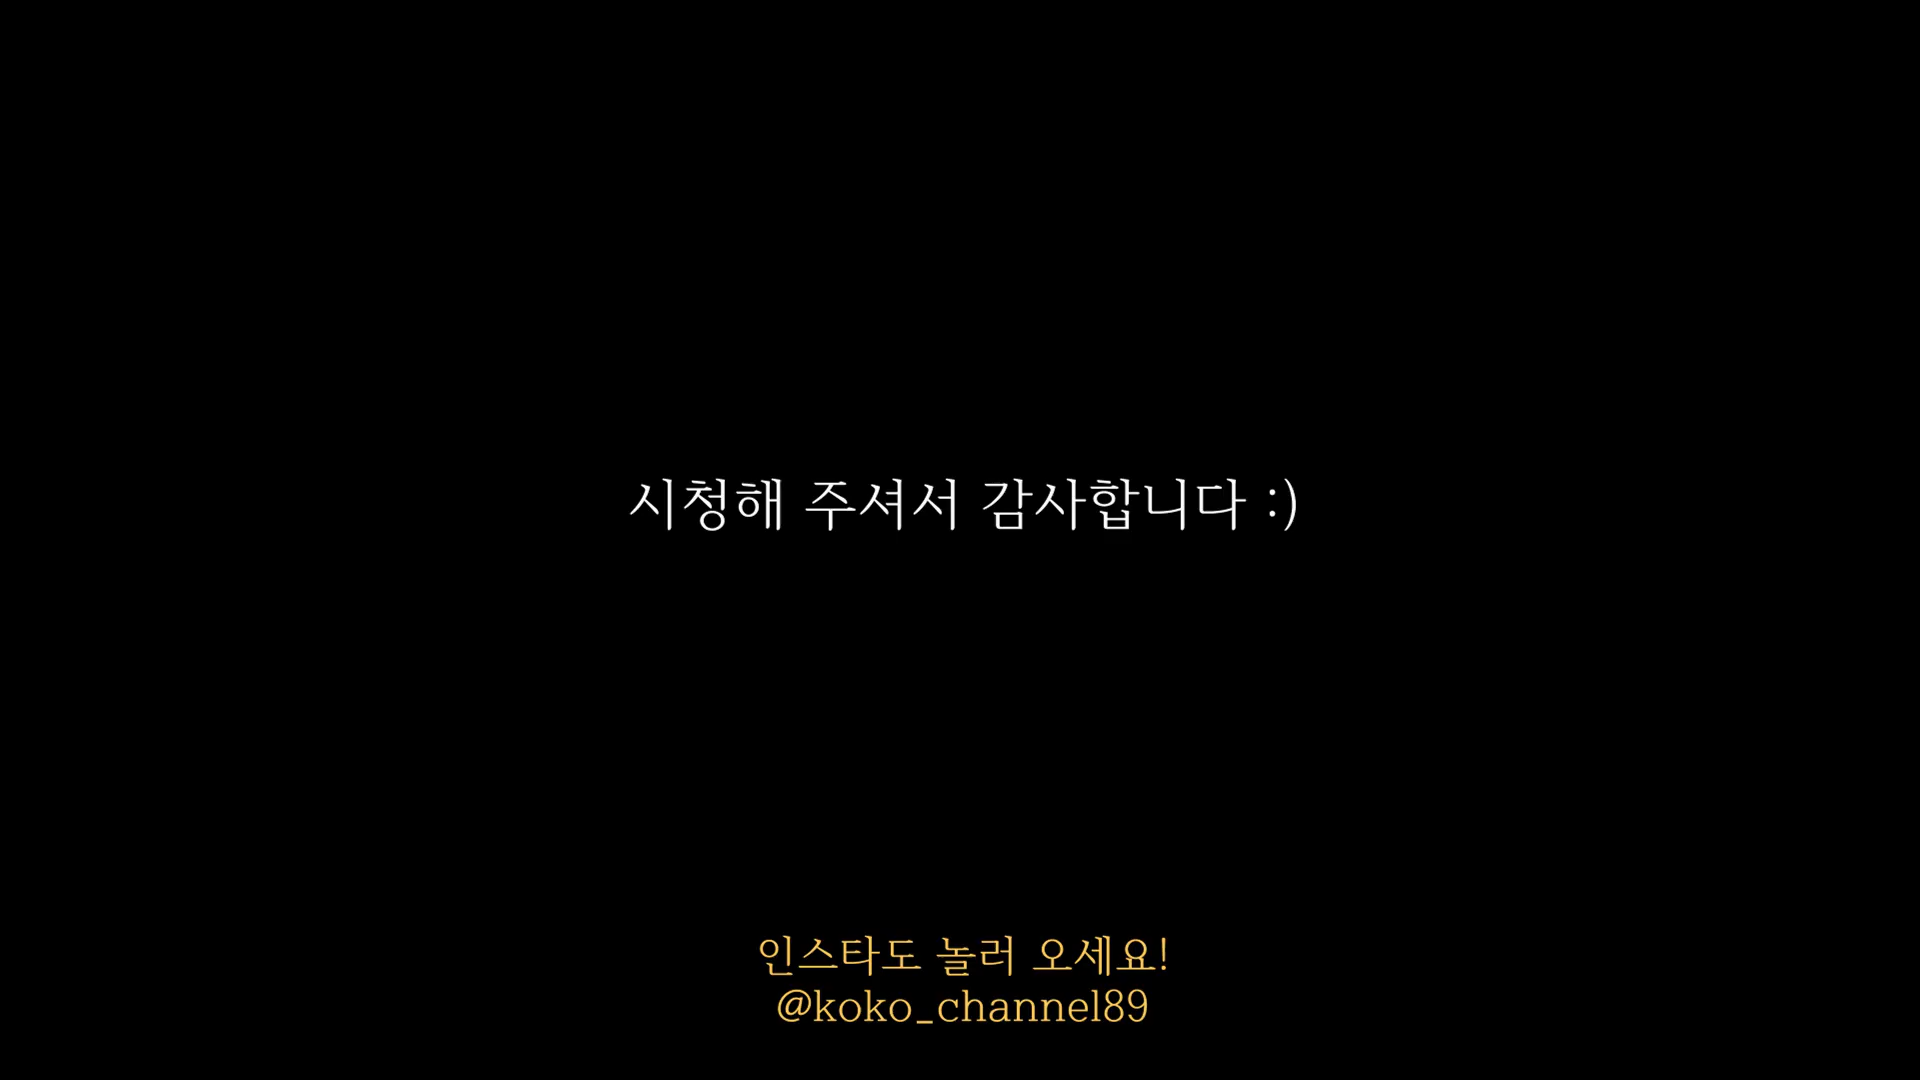 시청해 주셔서 감사합니다 :)
인스타도 놀러 오세요!
@koko_channel89